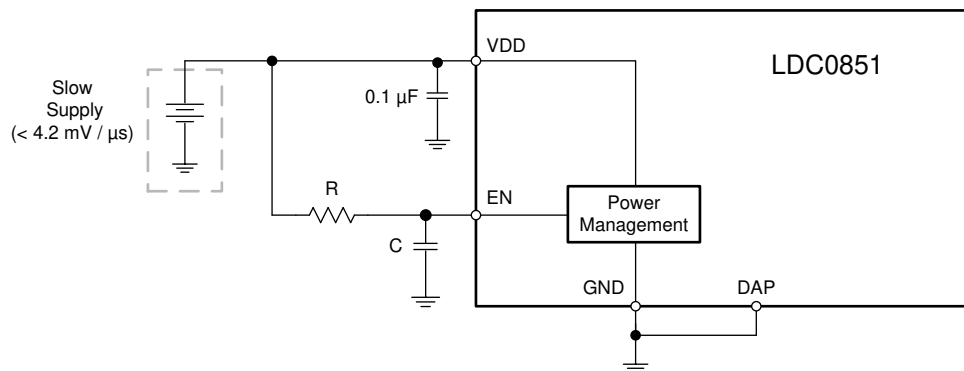 VDD
LDC0851
Slow
Supply
(< 4.2 mV / µs)
0.1 µF
R
EN
Power
Management
C
GND
DAP